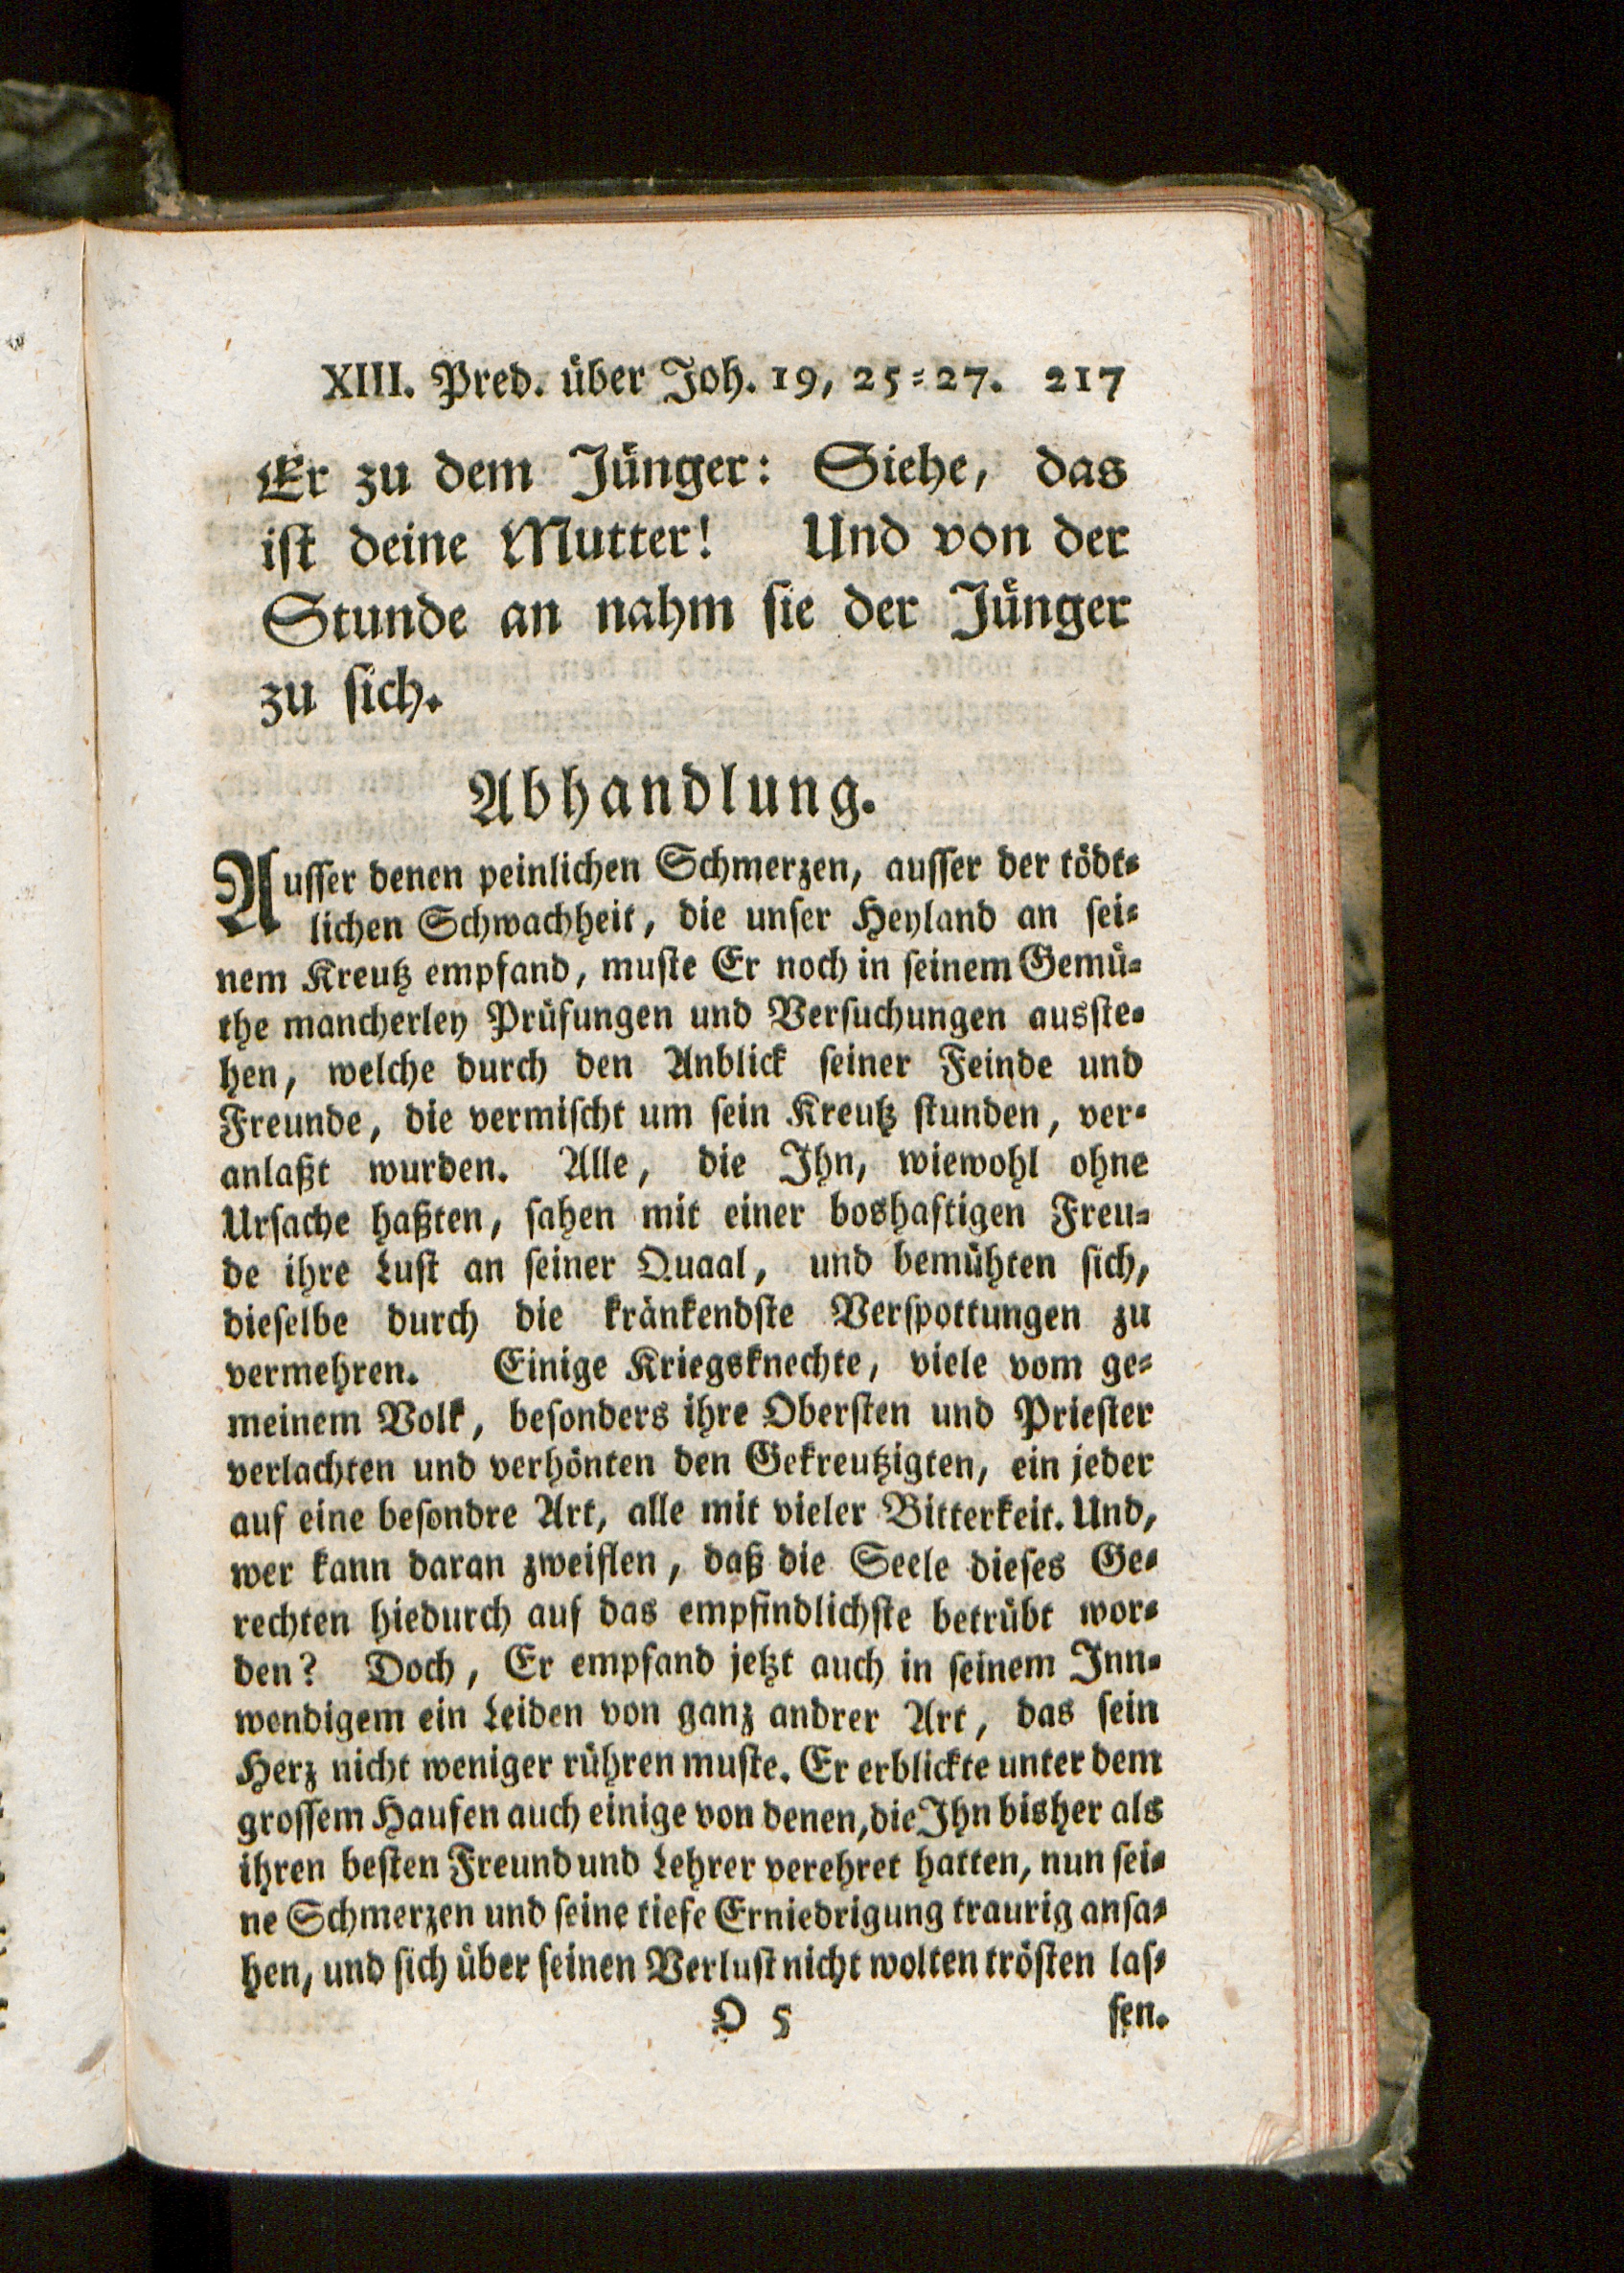 XIII. Pred. über Joh. 19, 25-27. 217
Er zu dem Jünger: Siehe, das
ist deine Mutter! Und von der
Stunde an nahm sie der Jünger
zu sich.
Abhandlung.
Ausser denen peinlichen Schmerzen, ausser der tödt-
lichen Schwachheit, die unser Heyland an sei-
nem Kreutz empfand, muste Er noch in seinem Gemü-
the mancherley Prüfungen und Versuchungen ausste-
hen, welche durch den Anblick seiner Feinde und
Freunde, die vermischt um sein Kreutz stunden, ver-
anlaßt wurden. Alle, die Ihn, wiewohl ohne
Ursache haßten, sahen mit einer boshaftigen Freu-
de ihre Lust an seiner Quaal, und bemühten sich,
dieselbe durch die kränkendste Verspottungen zu
vermehren. Einige Kriegsknechte, viele vom ge-
meinem Volk, besonders ihre Obersten und Priester
verlachten und verhönten den Gekreutzigten, ein jeder
auf eine besondre Art, alle mit vieler Bitterkeit. Und,
wer kann daran zweiflen, daß die Seele dieses Ge-
rechten hiedurch auf das empfindlichste betrübt wor-
den? Doch, Er empfand jetzt auch in seinem Inn-
wendigem ein Leiden von ganz andrer Art, das sein
Herz nicht weniger rühren muste. Er erblickte unter dem
grossem Haufen auch einige von denen, die Ihn bisher als
ihren besten Freund und Lehrer verehret hatten, nun sei-
ne Schmerzen und seine tiefe Erniedrigung traurig ansa-
hen, und sich über seinen Verlust nicht wolten trösten las-
O 5 sen.